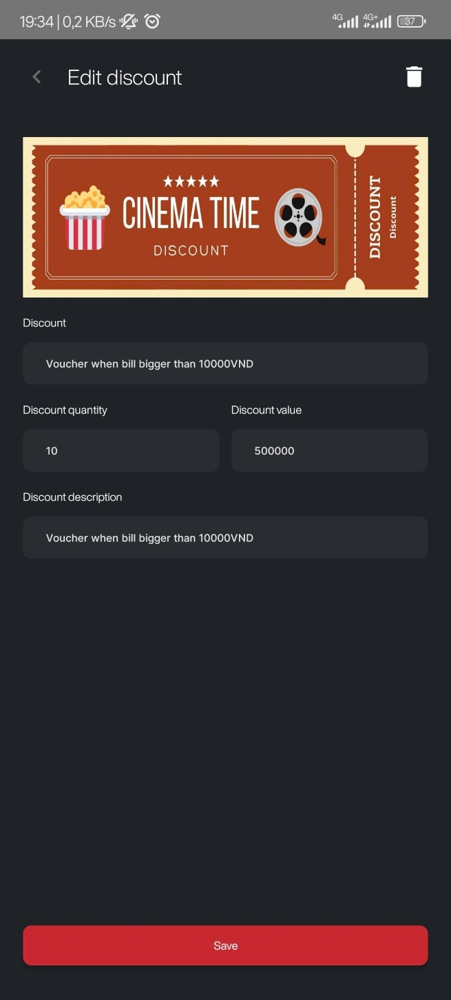 19:34 | 0,2 KB/s
4G 4G+ 37
Edit discount
★★★★★
CINEMA TIME
DISCOUNT
DISCOUNT
Discount
Discount
Voucher when bill bigger than 10000VND
Discount quantity Discount value
10 500000
Discount description
Voucher when bill bigger than 10000VND
Save